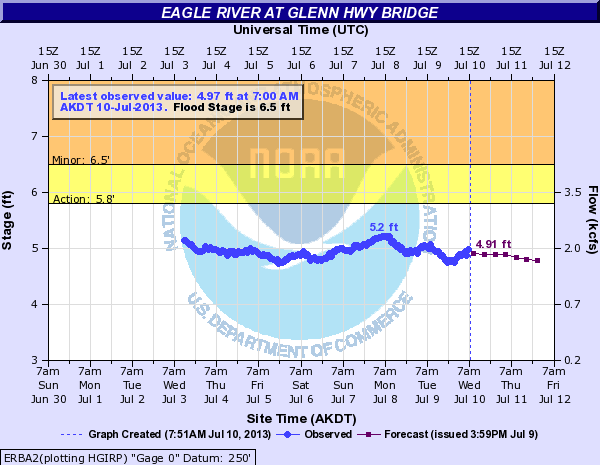 EAGLE RIVER AT GLENN HWY BRIDGE
Universal Time (UTC)
15Z 15Z 15Z 15Z 15Z 15Z 15Z 15Z 15Z 15Z 15Z 15Z 15Z
Jun 30 Jul 1 Jul 2 Jul 3 Jul 4 Jul 5 Jul 6 Jul 7 Jul 8 Jul 9 Jul 10 Jul 11 Jul 12
Latest observed value: 4.97 ft at 7:00 AM
AKDT 10-Jul-2013. Flood Stage is 6.5 ft
NATIONAL OCEANIC AND ATMOSPHERIC ADMINISTRATION
NOAA
U.S. DEPARTMENT OF COMMERCE
Minor: 6.5'
Action: 5.8'
5.2 ft
4.91 ft
Stage (ft)
8
7
6
5
4
3
Flow (kcfs)
3.5
2.0
0.7
0.2
7am 7am 7am 7am 7am 7am 7am 7am 7am 7am 7am 7am 7am
Sun Mon Tue Wed Thu Fri Sat Sun Mon Tue Wed Thu Fri
Jun 30 Jul 1 Jul 2 Jul 3 Jul 4 Jul 5 Jul 6 Jul 7 Jul 8 Jul 9 Jul 10 Jul 11 Jul 12
Site Time (AKDT)
Graph Created (7:51AM Jul 10, 2013) Observed Forecast (issued 3:59PM Jul 9)
ERBA2(plotting HGIRP) "Gage 0" Datum: 250'